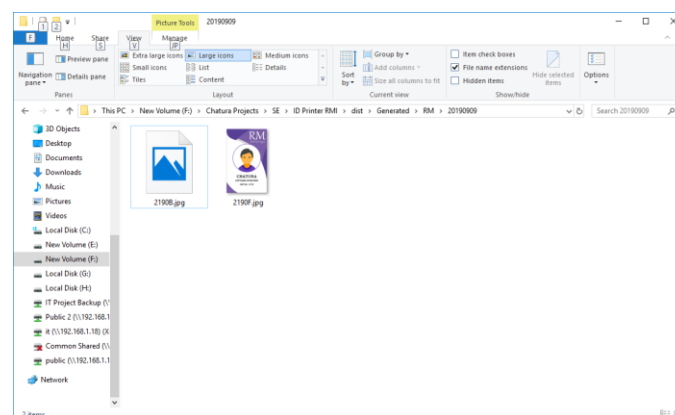 Picture Tools 20190909
1 2
F Home Share View Manage
H S V JP
Navigation pane
Preview pane
Details pane
Panes
Extra large icons Large icons Medium icons
Small icons List Details
Tiles Content
Layout
Sort by
Group by
Add columns
Size all columns to fit
Current view
Item check boxes
File name extensions
Hidden items
Hide selected items
Show/hide
Options
This PC > New Volume (F:) > Chatura Projects > SE > ID Printer RMI > dist > Generated > RM > 20190909
Search 20190909
3D Objects
Desktop
Documents
Downloads
Music
Pictures
Videos
Local Disk (C:)
New Volume (E:)
New Volume (F:)
Local Disk (G:)
Local Disk (H:)
IT Project Backup (\'
Public 2 (\\192.168.1
it (\\192.168.1.18) (X
Common Shared (\\
public (\\192.168.1.1
Network
RM
CHATURA
2190B.jpg
2190F.jpg
2 items